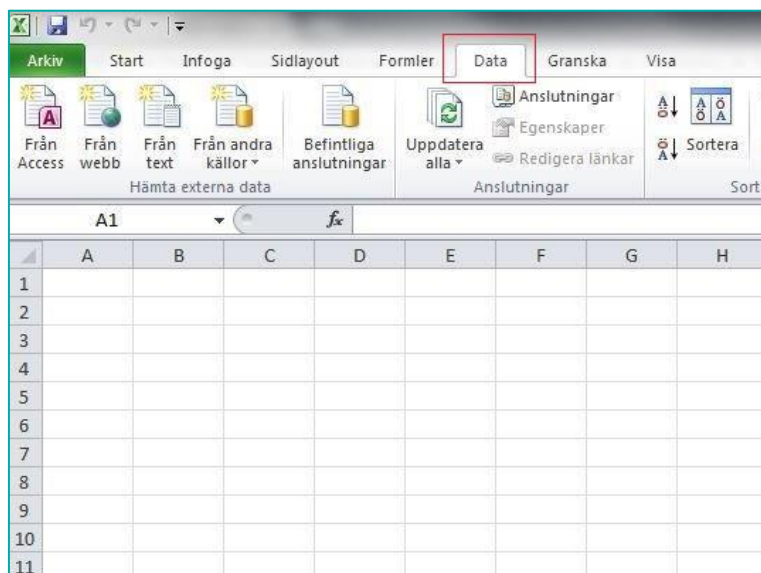 Arkiv Start Infoga Sidlayout Formler Data Granska Visa
Från Access
Från webb
Från text
Från andra källor
Befintliga anslutningar
Hämta externa data
Uppdatera alla
Anslutningar
Egenskaper
Redigera länkar
Anslutningar
A Ö
Ö A
A Ö
Ö A
Sortera
Sort
A1 fx
A B C D E F G H
1
2
3
4
5
6
7
8
9
10
11